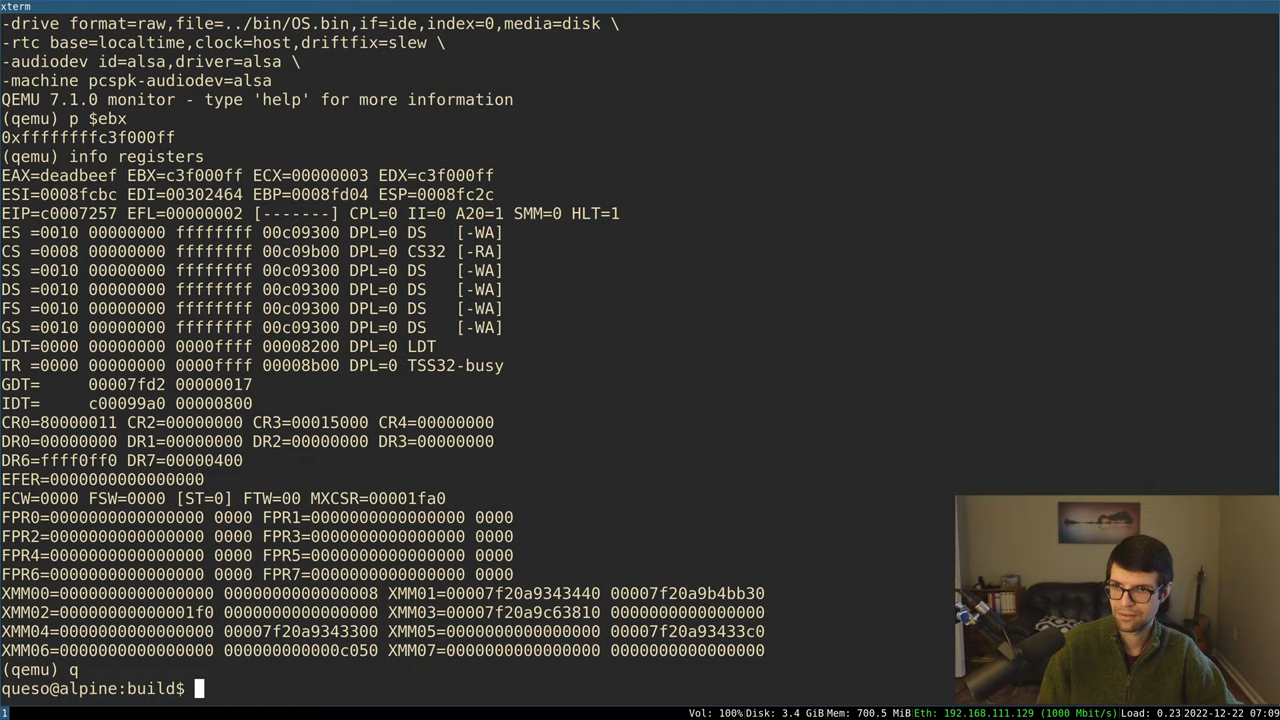 xterm
-drive format=raw,file=../bin/OS.bin,if=ide,index=0,media=disk \
-rtc base=localtime,clock=host,driftfix=slew \
-audiodev id=alsa,driver=alsa \
-machine pcspk-audiodev=alsa
QEMU 7.1.0 monitor - type 'help' for more information
(qemu) p $ebx
0xffffffffc3f000ff
(qemu) info registers
EAX=deadbeef EBX=c3f000ff ECX=00000003 EDX=c3f000ff
ESI=0008fcbc EDI=00302464 EBP=0008fd04 ESP=0008fc2c
EIP=c0007257 EFL=00000002 [-------] CPL=0 II=0 A20=1 SMM=0 HLT=1
ES =0010 00000000 ffffffff 00c09300 DPL=0 DS   [-WA]
CS =0008 00000000 ffffffff 00c09b00 DPL=0 CS32 [-RA]
SS =0010 00000000 ffffffff 00c09300 DPL=0 DS   [-WA]
DS =0010 00000000 ffffffff 00c09300 DPL=0 DS   [-WA]
FS =0010 00000000 ffffffff 00c09300 DPL=0 DS   [-WA]
GS =0010 00000000 ffffffff 00c09300 DPL=0 DS   [-WA]
LDT=0000 00000000 0000ffff 00008200 DPL=0 LDT
TR =0000 00000000 0000ffff 00008b00 DPL=0 TSS32-busy
GDT=     00007fd2 00000017
IDT=     c00099a0 00000800
CR0=80000011 CR2=00000000 CR3=00015000 CR4=00000000
DR0=00000000 DR1=00000000 DR2=00000000 DR3=00000000
DR6=ffff0ff0 DR7=00000400
EFER=0000000000000000
FCW=0000 FSW=0000 [ST=0] FTW=00 MXCSR=00001fa0
FPR0=0000000000000000 0000 FPR1=0000000000000000 0000
FPR2=0000000000000000 0000 FPR3=0000000000000000 0000
FPR4=0000000000000000 0000 FPR5=0000000000000000 0000
FPR6=0000000000000000 0000 FPR7=0000000000000000 0000
XMM00=0000000000000000 0000000000000008 XMM01=00007f20a9343440 00007f20a9b4bb30
XMM02=00000000000001f0 0000000000000000 XMM03=00007f20a9c63810 0000000000000000
XMM04=0000000000000000 00007f20a9343300 XMM05=0000000000000000 00007f20a93433c0
XMM06=0000000000000000 000000000000c050 XMM07=0000000000000000 0000000000000000
(qemu) q
queso@alpine:build$
1 Vol: 100% Disk: 3.4 GiB Mem: 700.5 MiB Eth: 192.168.111.129 (1000 Mbit/s) Load: 0.23 2022-12-22 07:09